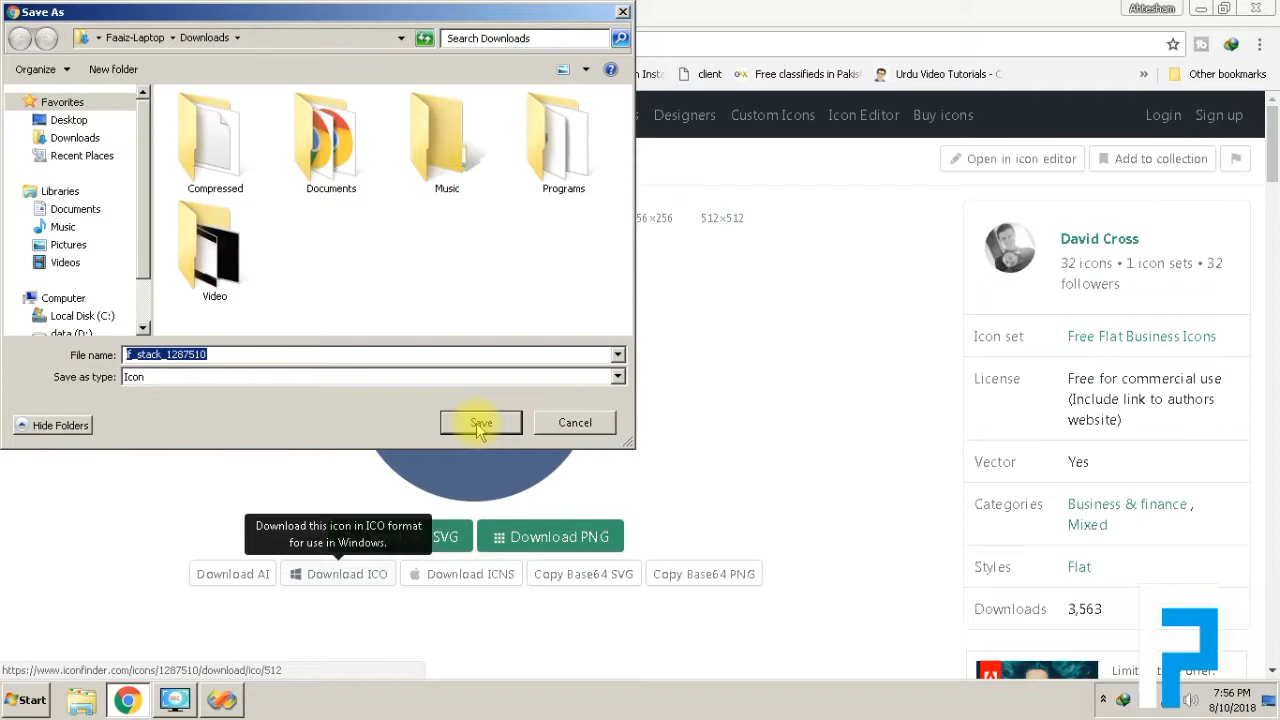 Save As
Ahtesham
Faaiz-Laptop
Downloads
Search Downloads
Organize
New folder
client
Free classifieds in Pakis
Urdu Video Tutorials - C
»
Other bookmarks
Favorites
Desktop
Downloads
Recent Places
Libraries
Documents
Music
Pictures
Videos
Computer
Local Disk (C:)
data (D:)
Compressed
Documents
Music
Programs
Video
File name:
f_stack_1287510
Save as type:
Icon
Hide Folders
Save
Cancel
Designers
Custom Icons
Icon Editor
Buy icons
Login
Sign up
Open in icon editor
Add to collection
56×256
512×512
David Cross
32 icons • 1 icon sets • 32
followers
Icon set
Free Flat Business Icons
License
Free for commercial use
(Include link to authors
website)
Vector
Yes
Categories
Business & finance ,
Mixed
Styles
Flat
Downloads
3,563
Download this icon in ICO format
for use in Windows.
SVG
Download PNG
Download AI
Download ICO
Download ICNS
Copy Base64 SVG
Copy Base64 PNG
https://www.iconfinder.com/icons/1287510/download/ico/512
Start
7:56 PM
8/10/2018